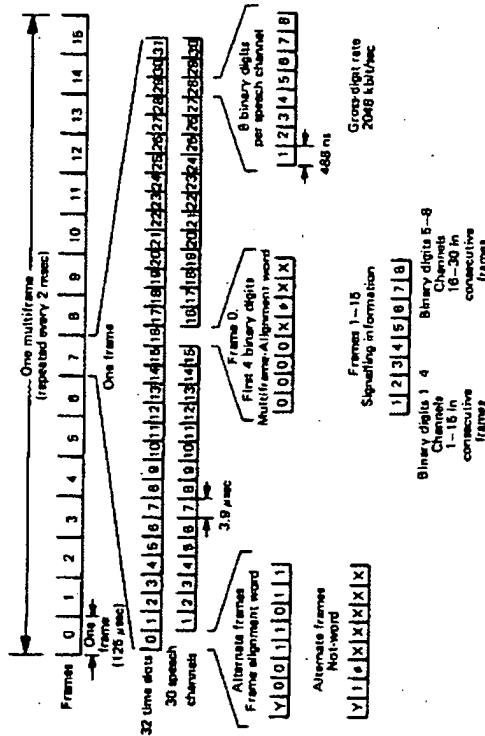 One multiframe
(repeated every 2 msec)
Frames 0 1 2 3 4 5 6 7 8 9 10 11 12 13 14 15
One frame
(125 μsec)
One frame
32 time slots 0 1 2 3 4 5 6 7 8 9 10 11 12 13 14 15 16 17 18 19 20 21 22 23 24 25 26 27 28 29 30 31
30 speech channels 1 2 3 4 5 6 7 8 9 10 11 12 13 14 15 16 17 18 19 20 21 22 23 24 25 26 27 28 29 30
3.9 μsec
Alternate frames
Frame alignment word
Y 0 0 1 1 0 1 1
Alternate frames
Not-word
Y 1 X X X X X
Frame 0.
First 4 binary digits
Multiframe-Alignment word
0 0 0 0 X X X
Frames 1–15
Signalling information
1 2 3 4 5 6 7 8
Binary digits 1 4
Channels
1–15 in
consecutive
frames
Binary digits 5–8
Channels
16–30 in
consecutive
frames
8 binary digits
per speech channel
1 2 3 4 5 6 7 8
488 ns
Gross-digit rate
2048 kbit/sec